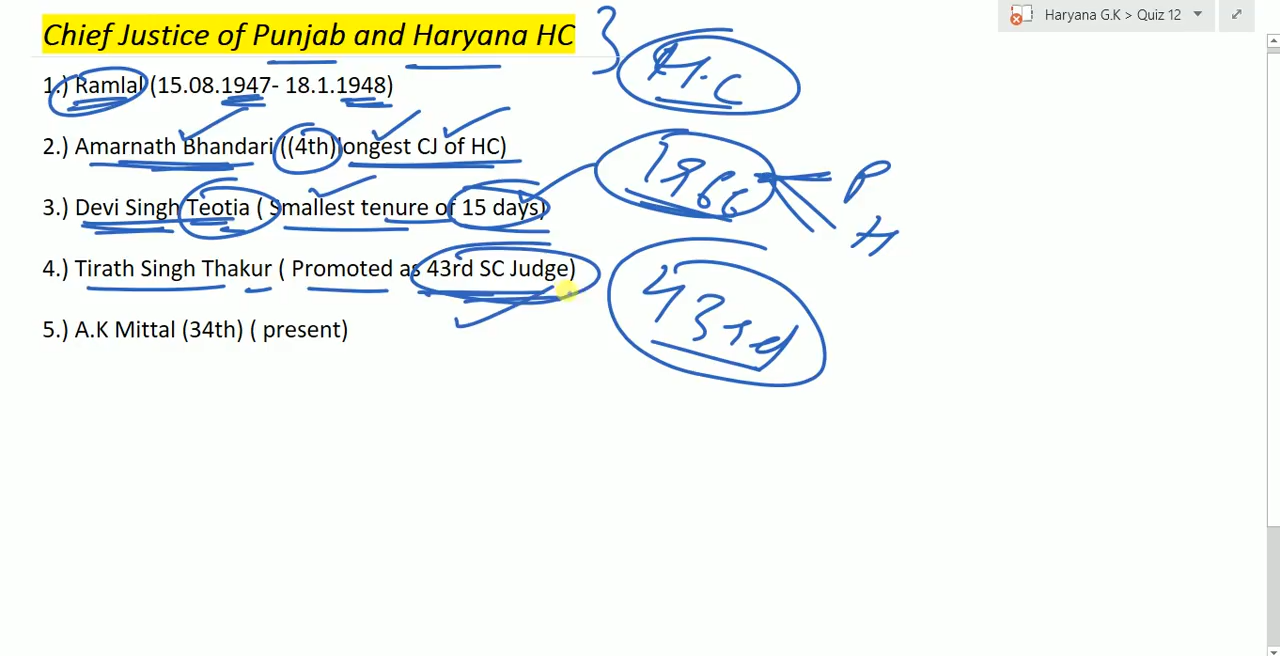 Haryana G.K > Quiz 12
Chief Justice of Punjab and Haryana HC
H.C
1.) Ramlal (15.08.1947- 18.1.1948)
2.) Amarnath Bhandari ((4th)longest CJ of HC)
1966
P
H
3.) Devi Singh Teotia ( Smallest tenure of 15 days)
4.) Tirath Singh Thakur ( Promoted as 43rd SC Judge)
43rd
5.) A.K Mittal (34th) ( present)